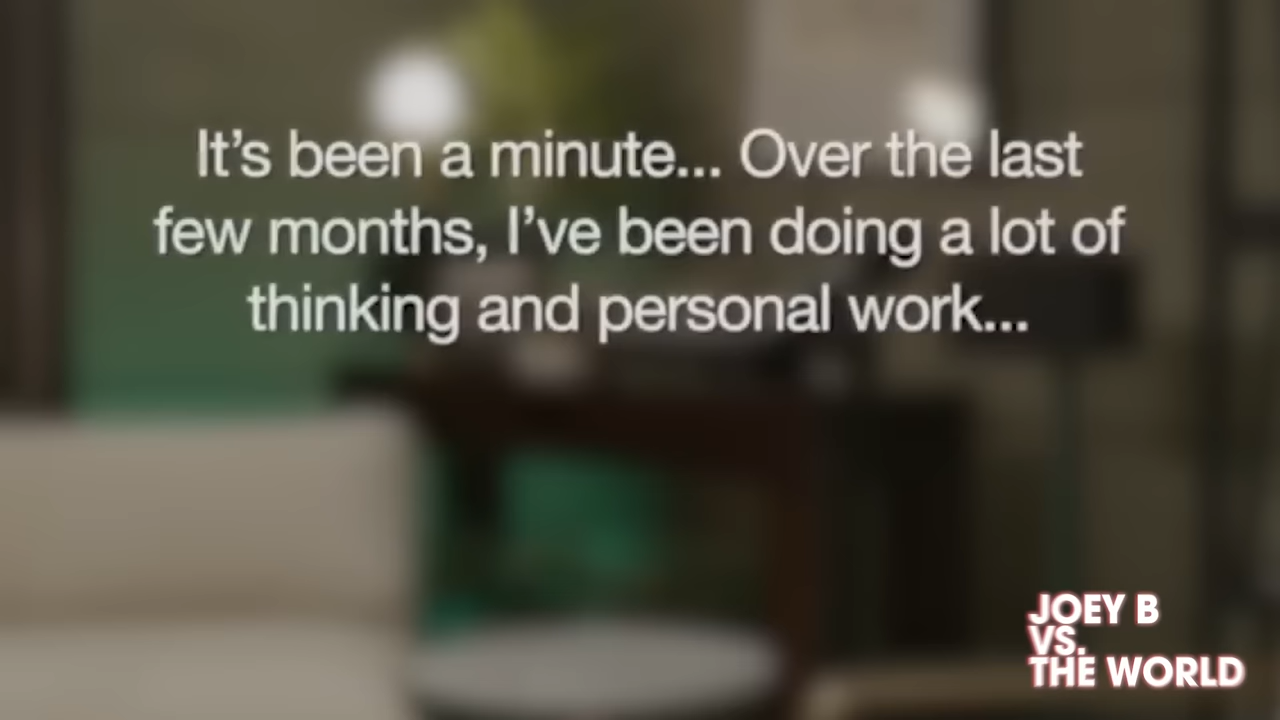 It's been a minute... Over the last
few months, I've been doing a lot of
thinking and personal work...
JOEY B
VS.
THE WORLD